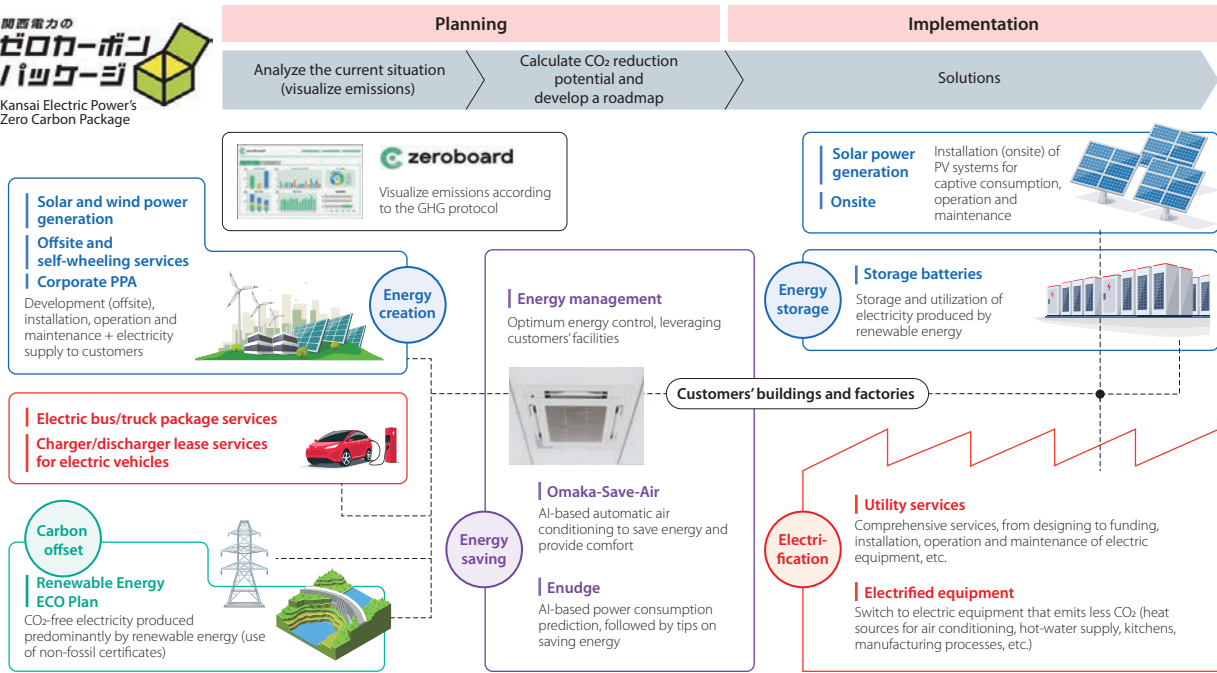 関西電力の
ゼロカーボン
パッケージ
Kansai Electric Power's
Zero Carbon Package
Planning
Implementation
Analyze the current situation
(visualize emissions)
Calculate CO₂ reduction
potential and
develop a roadmap
Solutions
zeroboard
Visualize emissions according
to the GHG protocol
Solar power
generation
Onsite
Installation (onsite) of
PV systems for
captive consumption,
operation and
maintenance
Solar and wind power
generation
Offsite and
self-wheeling services
Corporate PPA
Development (offsite),
installation, operation and
maintenance + electricity
supply to customers
Energy
creation
Energy management
Optimum energy control, leveraging
customers' facilities
Energy
storage
Storage batteries
Storage and utilization of
electricity produced by
renewable energy
Customers' buildings and factories
Electric bus/truck package services
Charger/discharger lease services
for electric vehicles
Carbon
offset
Renewable Energy
ECO Plan
CO₂-free electricity produced
predominantly by renewable energy (use
of non-fossil certificates)
Energy
saving
Omaka-Save-Air
AI-based automatic air
conditioning to save energy and
provide comfort
Enudge
AI-based power consumption
prediction, followed by tips on
saving energy
Electri-
fication
Utility services
Comprehensive services, from designing to funding,
installation, operation and maintenance of electric
equipment, etc.
Electrified equipment
Switch to electric equipment that emits less CO₂ (heat
sources for air conditioning, hot-water supply, kitchens,
manufacturing processes, etc.)